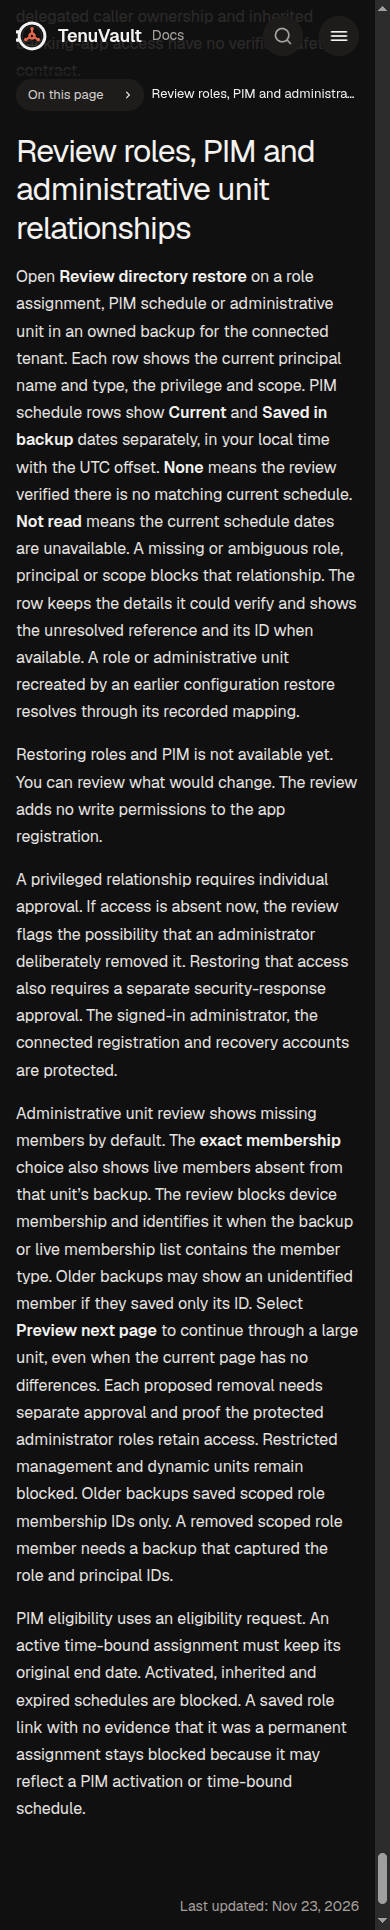 delegated caller ownership and inherited
TenuVault Docs
contract.
On this page
Review roles, PIM and administra...
Review roles, PIM and
administrative unit
relationships
Open Review directory restore on a role
assignment, PIM schedule or administrative
unit in an owned backup for the connected
tenant. Each row shows the current principal
name and type, the privilege and scope. PIM
schedule rows show Current and Saved in
backup dates separately, in your local time
with the UTC offset. None means the review
verified there is no matching current schedule.
Not read means the current schedule dates
are unavailable. A missing or ambiguous role,
principal or scope blocks that relationship. The
row keeps the details it could verify and shows
the unresolved reference and its ID when
available. A role or administrative unit
recreated by an earlier configuration restore
resolves through its recorded mapping.
Restoring roles and PIM is not available yet.
You can review what would change. The review
adds no write permissions to the app
registration.
A privileged relationship requires individual
approval. If access is absent now, the review
flags the possibility that an administrator
deliberately removed it. Restoring that access
also requires a separate security-response
approval. The signed-in administrator, the
connected registration and recovery accounts
are protected.
Administrative unit review shows missing
members by default. The exact membership
choice also shows live members absent from
that unit's backup. The review blocks device
membership and identifies it when the backup
or live membership list contains the member
type. Older backups may show an unidentified
member if they saved only its ID. Select
Preview next page to continue through a large
unit, even when the current page has no
differences. Each proposed removal needs
separate approval and proof the protected
administrator roles retain access. Restricted
management and dynamic units remain
blocked. Older backups saved scoped role
membership IDs only. A removed scoped role
member needs a backup that captured the
role and principal IDs.
PIM eligibility uses an eligibility request. An
active time-bound assignment must keep its
original end date. Activated, inherited and
expired schedules are blocked. A saved role
link with no evidence that it was a permanent
assignment stays blocked because it may
reflect a PIM activation or time-bound
schedule.
Last updated: Nov 23, 2026